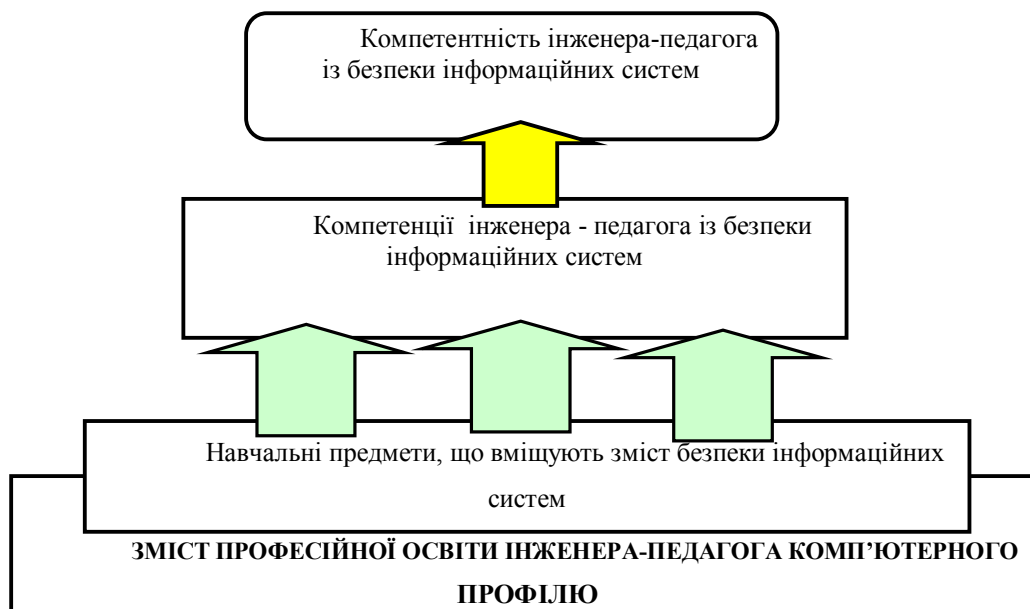 Компетентність інженера-педагога
із безпеки інформаційних систем
Компетенції інженера - педагога із безпеки
інформаційних систем
Навчальні предмети, що вміщують зміст безпеки інформаційних
систем
ЗМІСТ ПРОФЕСІЙНОЇ ОСВІТИ ІНЖЕНЕРА-ПЕДАГОГА КОМП’ЮТЕРНОГО
ПРОФІЛЮ